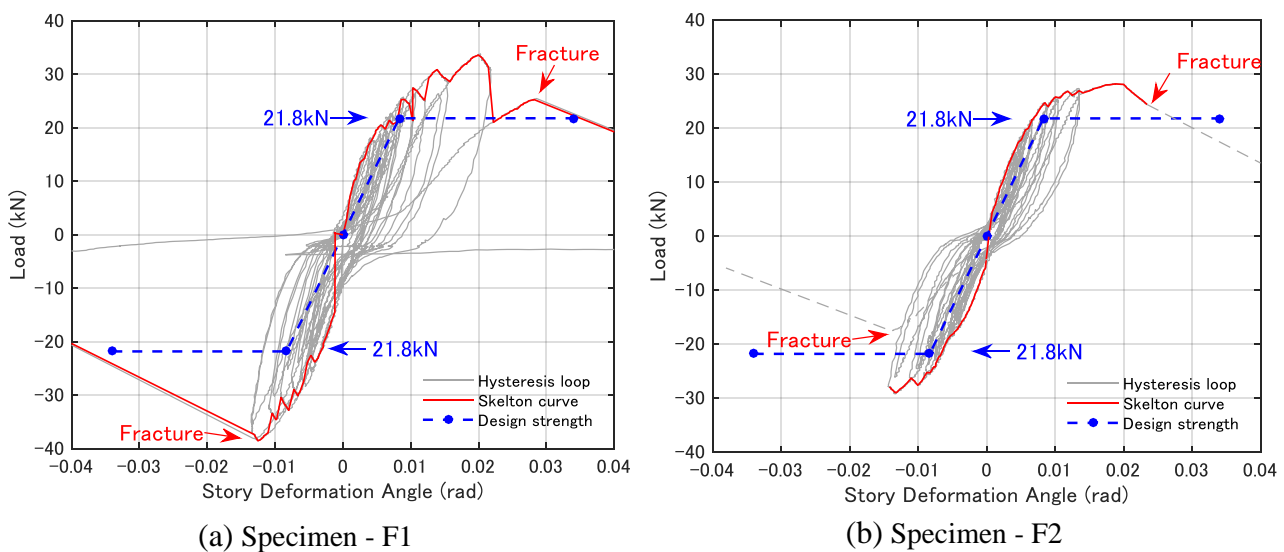 40
30
20
10
0
−10
−20
−30
−40
Load (kN)
−0.04
−0.03
−0.02
−0.01
0
0.01
0.02
0.03
0.04
Story Deformation Angle (rad)
Fracture
21.8kN
21.8kN
Fracture
Hysteresis loop
Skelton curve
Design strength
(a) Specimen - F1
40
30
20
10
0
−10
−20
−30
−40
Load (kN)
−0.04
−0.03
−0.02
−0.01
0
0.01
0.02
0.03
0.04
Story Deformation Angle (rad)
Fracture
21.8kN
Fracture
21.8kN
Hysteresis loop
Skelton curve
Design strength
(b) Specimen - F2